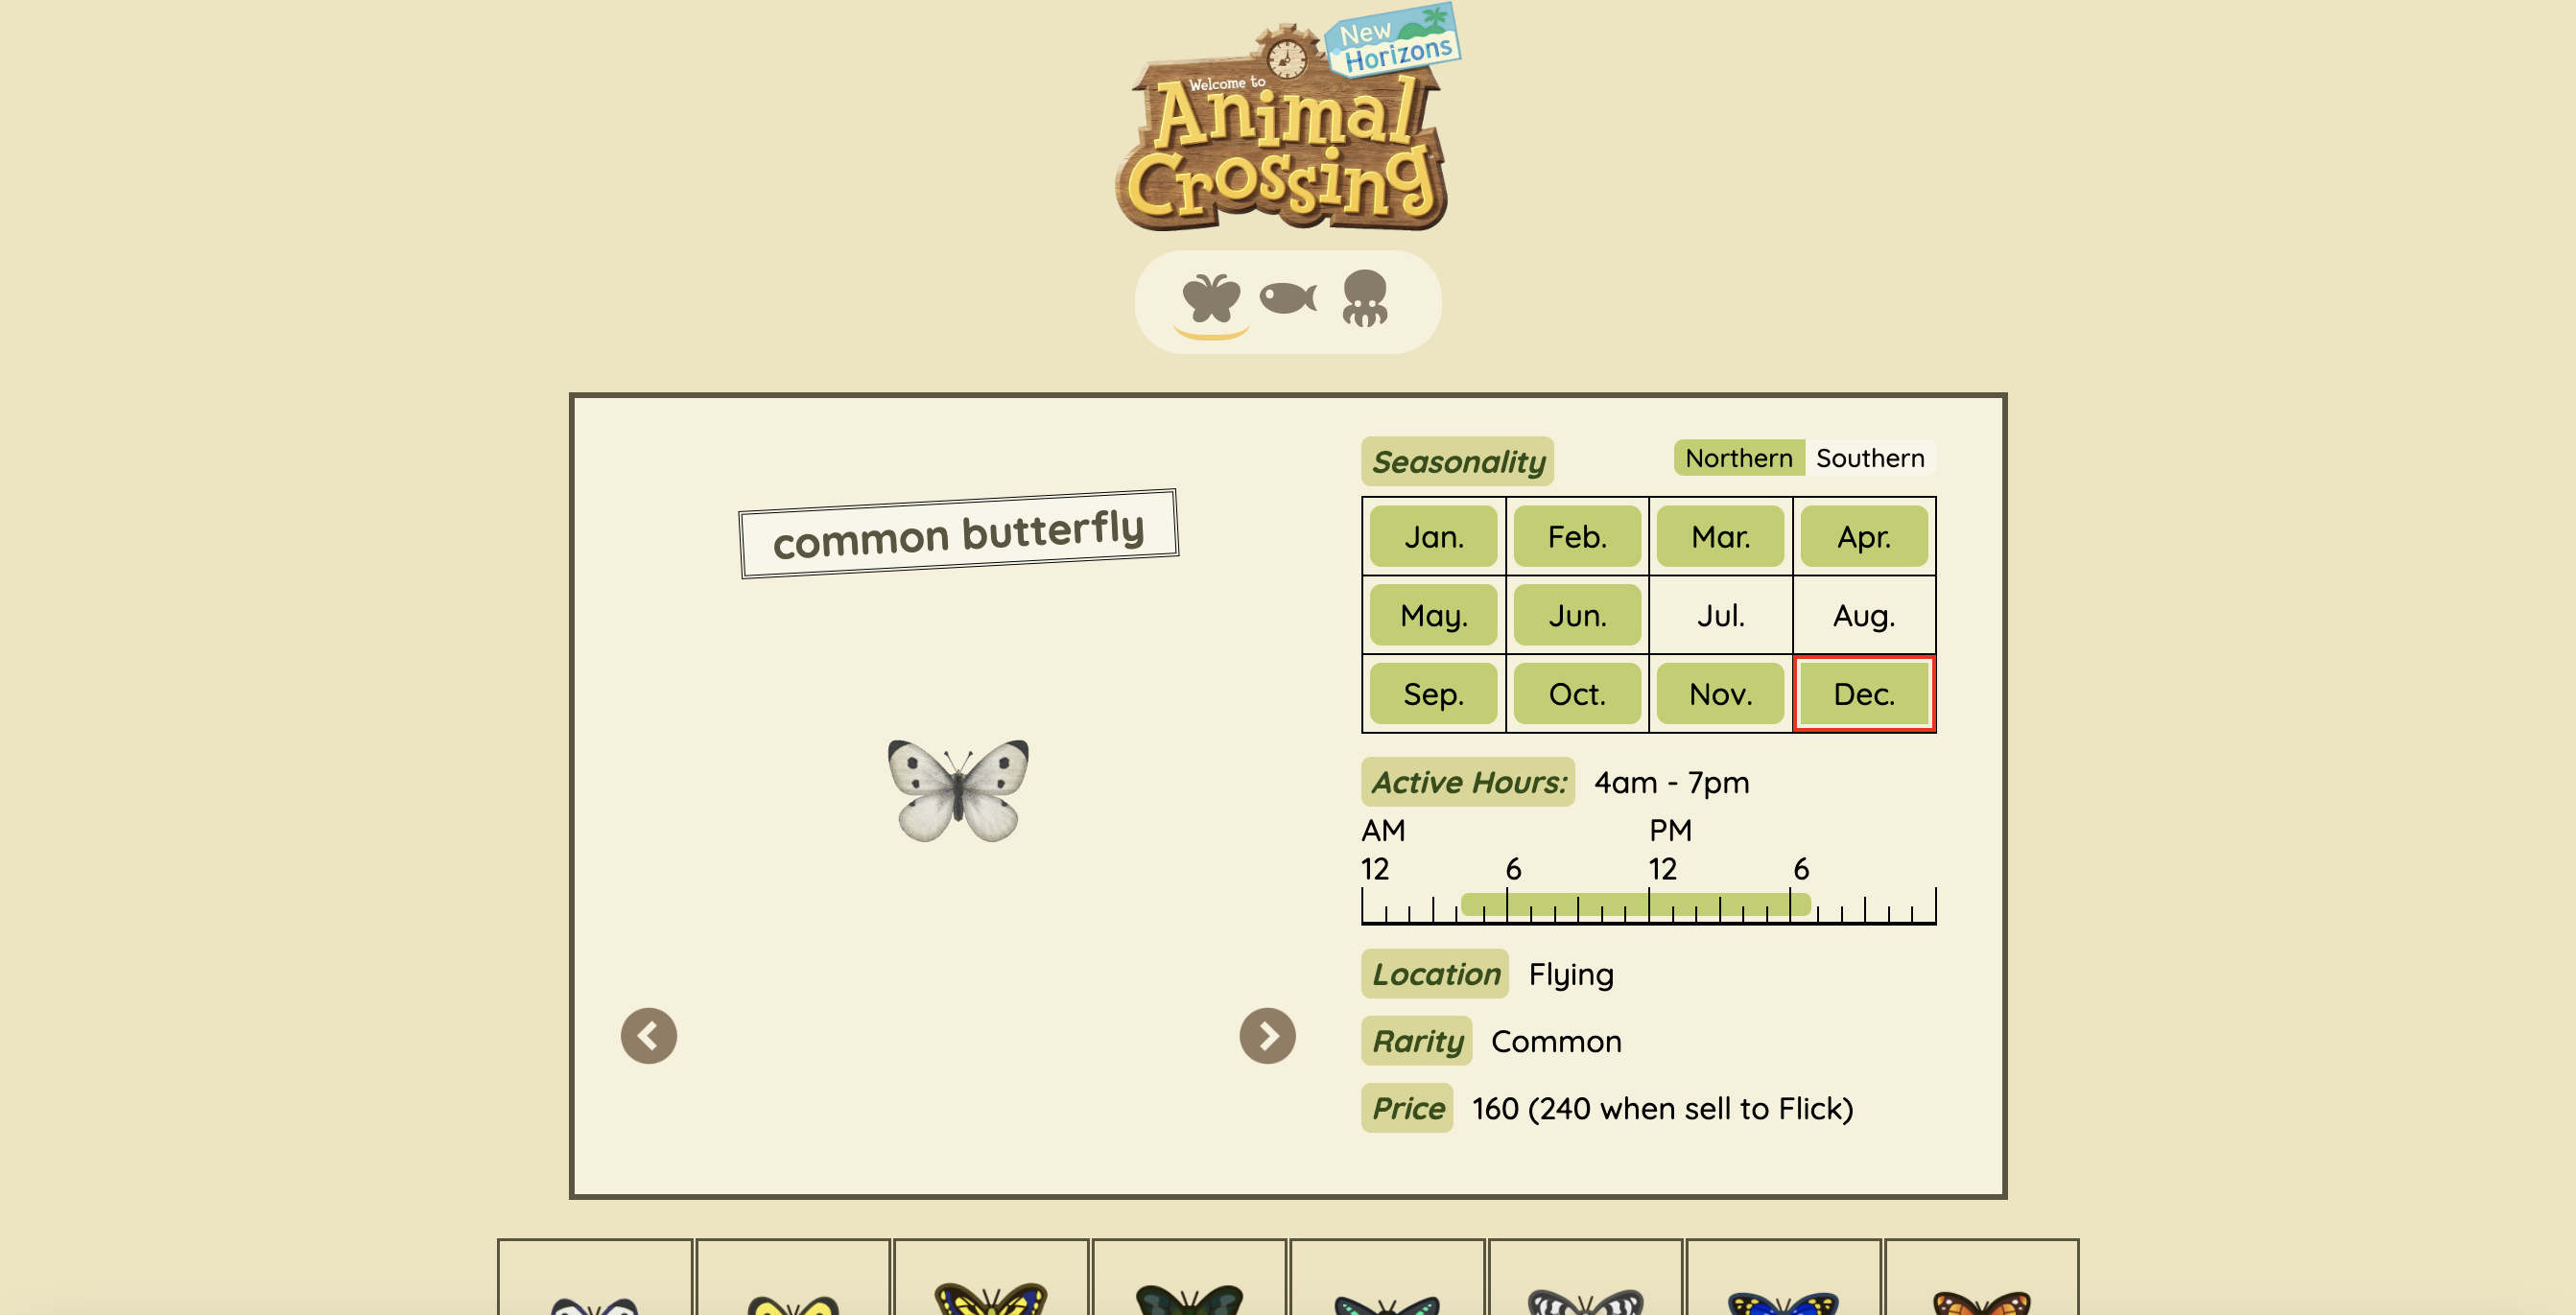 New
Horizons
Welcome to
Animal
Crossing
common butterfly
Seasonality
Northern Southern
Jan. Feb. Mar. Apr.
May. Jun. Jul. Aug.
Sep. Oct. Nov. Dec.
Active Hours: 4am - 7pm
AM PM
12 6 12 6
Location Flying
Rarity Common
Price 160 (240 when sell to Flick)